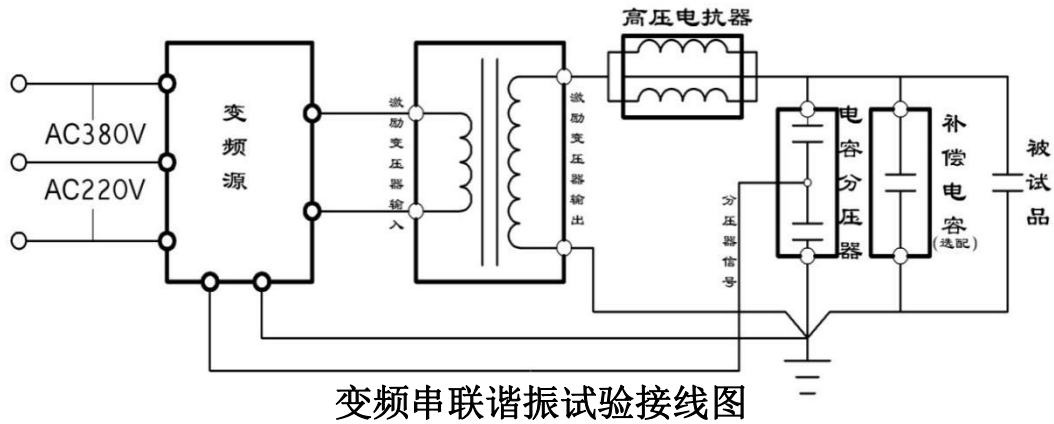 高压电抗器
AC380V
AC220V
变频源
激励变压器输入
激励变压器输出
分压器信号
电容分压器
补偿电容
(选配)
被试品
变频串联谐振试验接线图